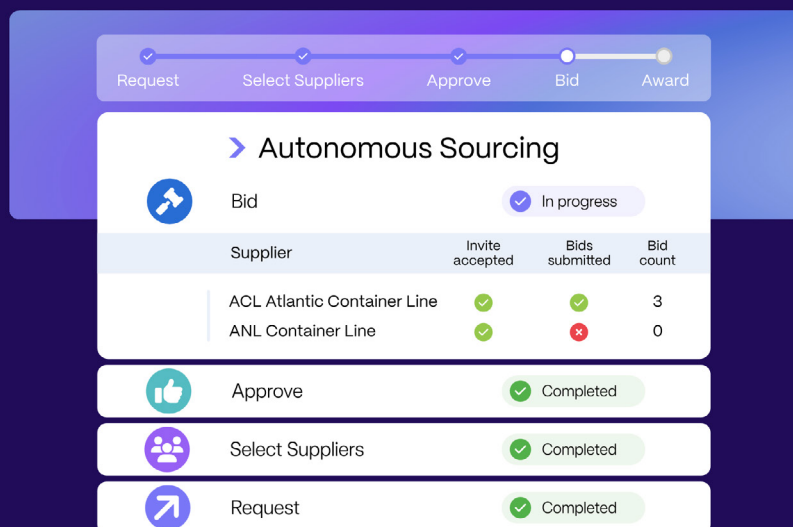 Request Select Suppliers Approve Bid Award
Autonomous Sourcing
Bid In progress
Supplier Invite accepted Bids submitted Bid count
ACL Atlantic Container Line 3
ANL Container Line 0
Approve Completed
Select Suppliers Completed
Request Completed